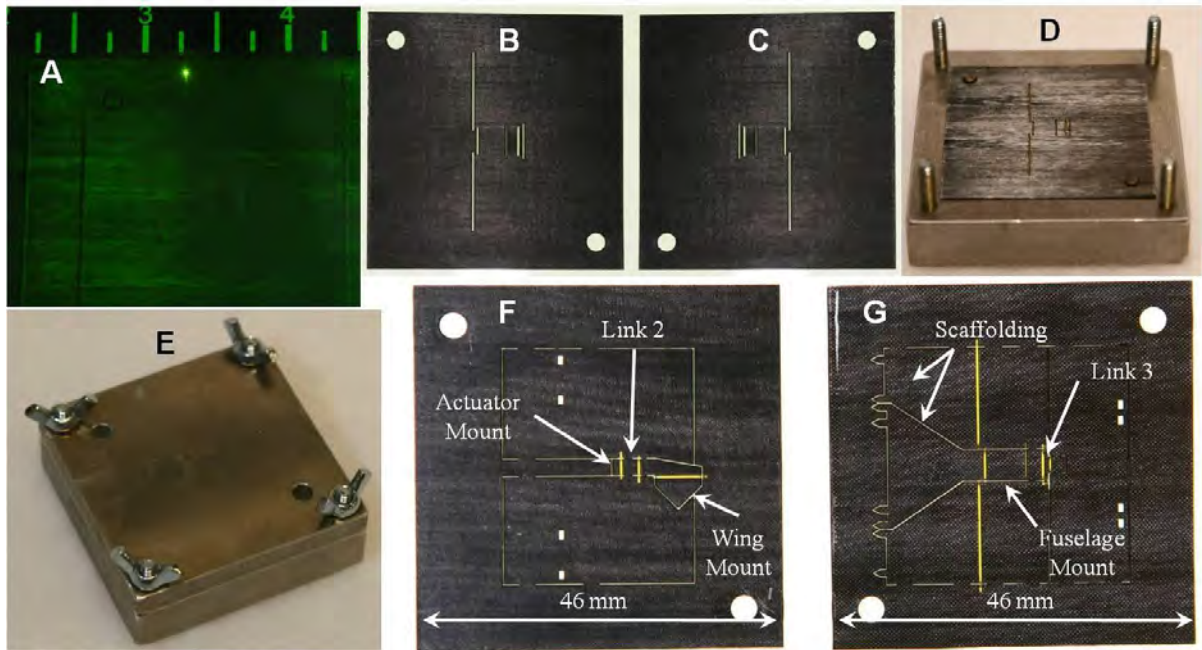 3
4
A
B
C
D
E
F
Link 2
Actuator
Mount
Wing
Mount
46 mm
G
Scaffolding
Link 3
Fuselage
Mount
46 mm